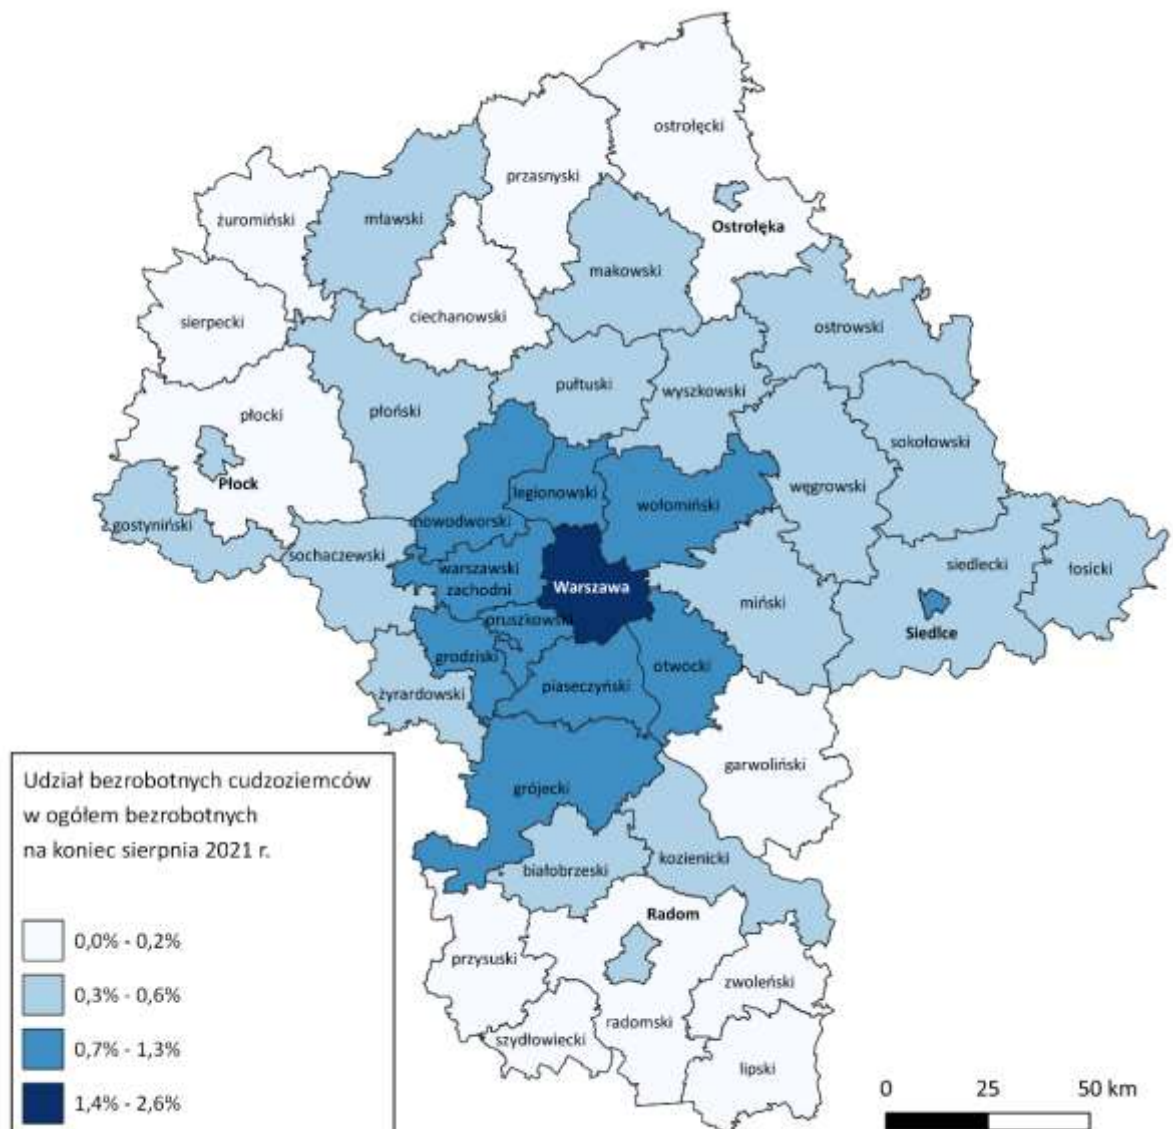 ostrołęcki
przasnyski
Ostrołęka
żuromiński
mławski
makowski
sierpecki
ciechanowski
ostrowski
płocki
płoński
pułtuski
wyszkowski
sokołowski
Płock
legionowski
wołomiński
węgrowski
gostyniński
nowodworski
sochaczewski
warszawski
zachodni
Warszawa
siedlecki
łosicki
miński
Siedlce
pruszkowski
grodziski
otwocki
żyrardowski
piaseczyński
garwoliński
grójecki
białobrzeski
kozienicki
Radom
przysuski
zwoleński
radomski
szydłowiecki
lipski
Udział bezrobotnych cudzoziemców
w ogółem bezrobotnych
na koniec sierpnia 2021 r.
0,0% - 0,2%
0,3% - 0,6%
0,7% - 1,3%
1,4% - 2,6%
0 25 50 km